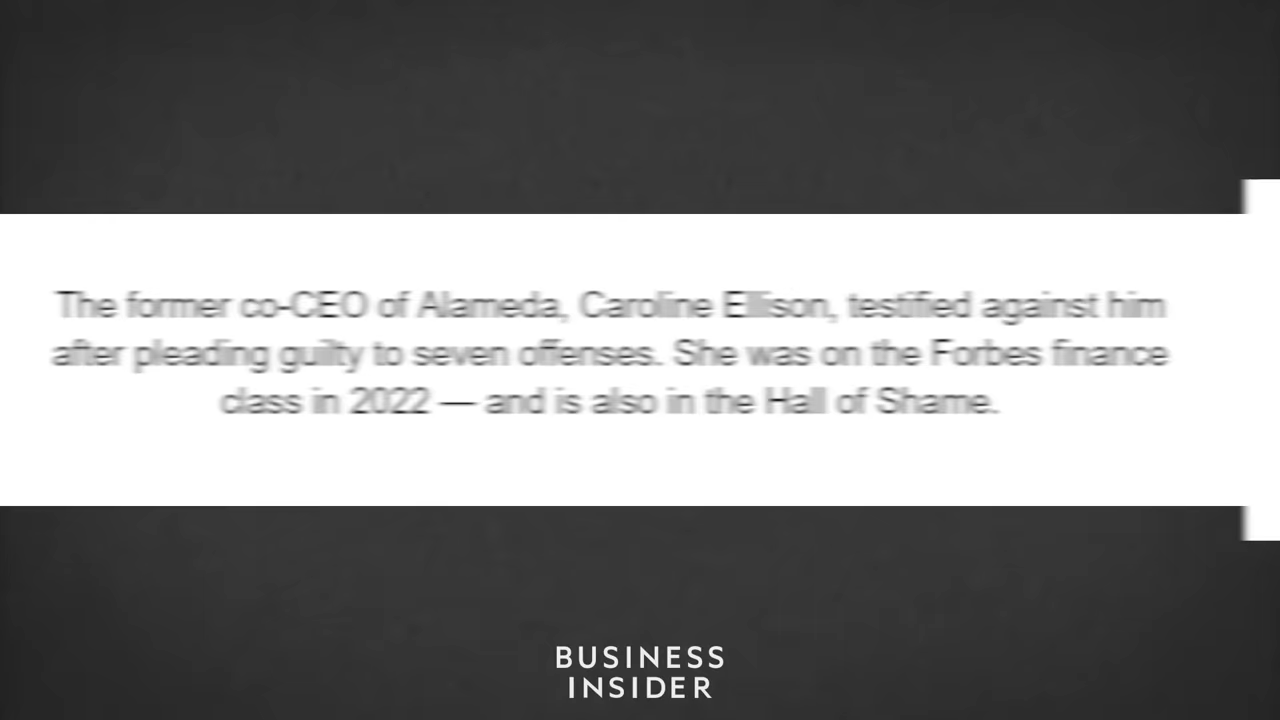 The former co-CEO of Alameda, Caroline Ellison, testified against him
after pleading guilty to seven offenses. She was on the Forbes finance
class in 2022 — and is also in the Hall of Shame.
BUSINESS
INSIDER